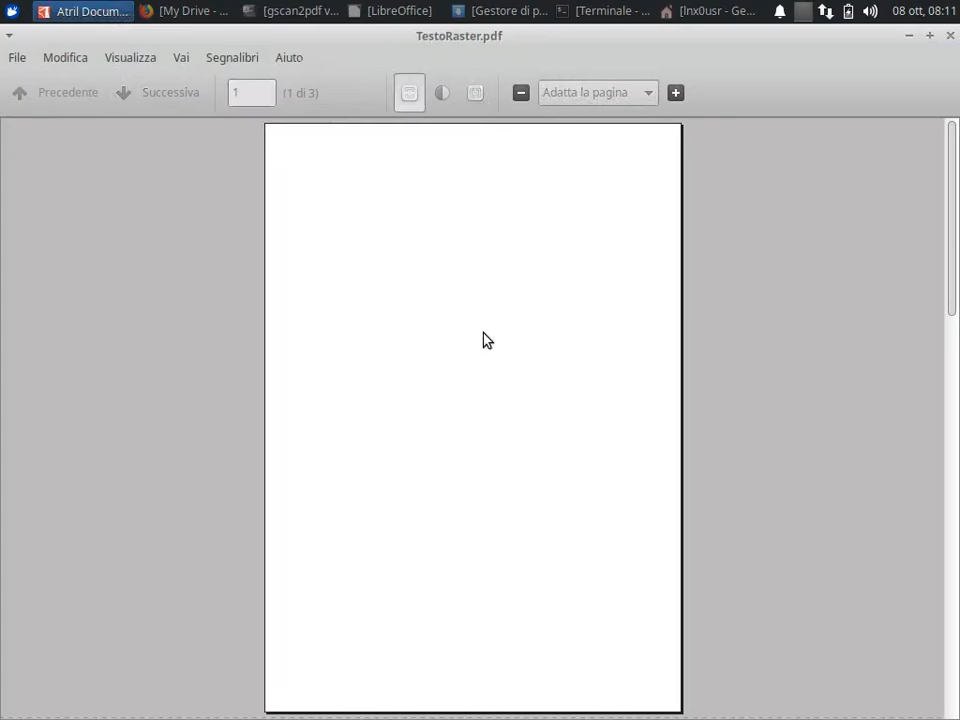 Atril Docum... [My Drive - ... [gscan2pdf v... [LibreOffice] [Gestore di p... [Terminale - ... [lnx0usr - Ge... 08 ott, 08:11
TestoRaster.pdf
File Modifica Visualizza Vai Segnalibri Aiuto
Precedente Successiva 1 (1 di 3) Adatta la pagina